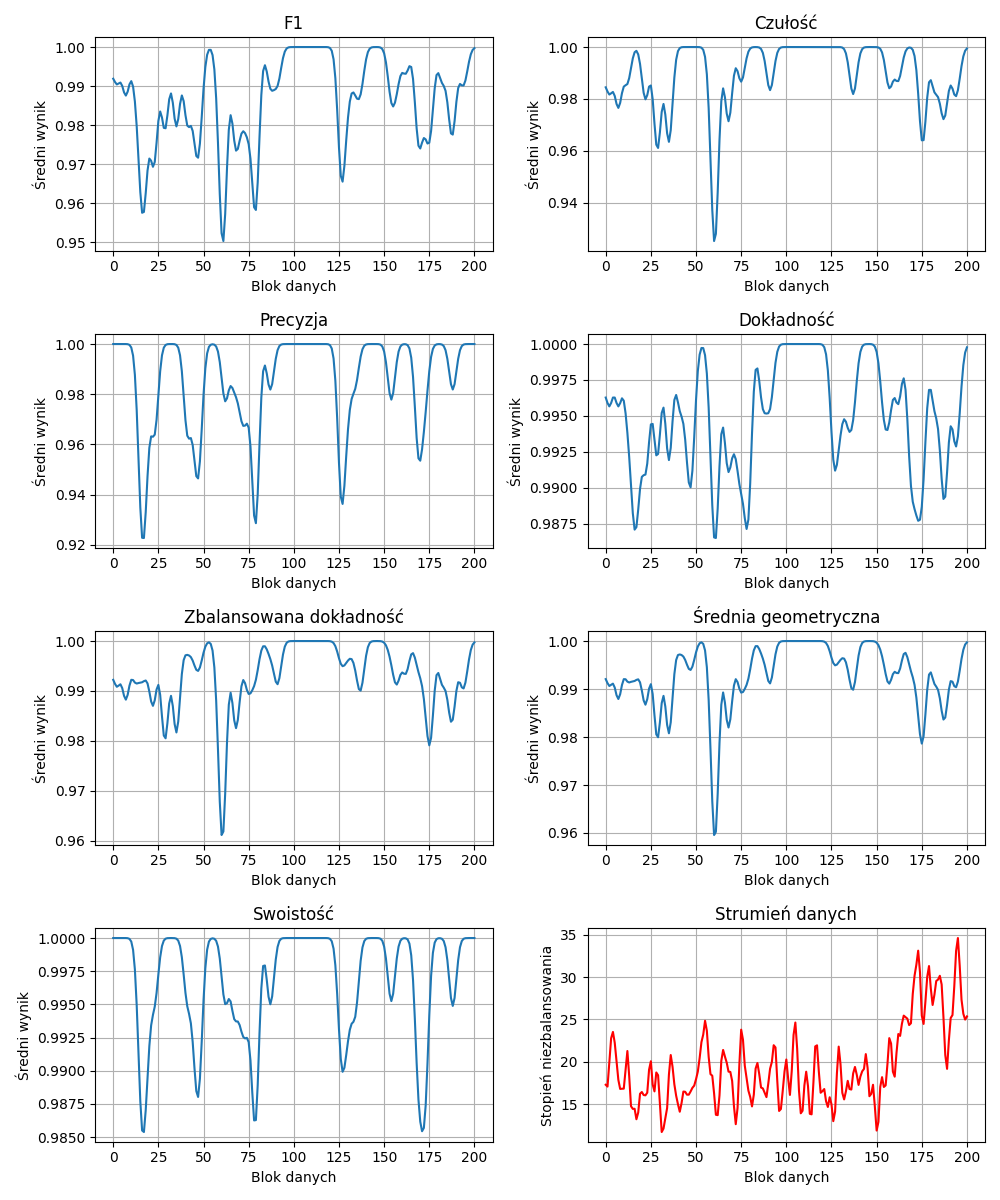 F1
Średni wynik
1.00
0.99
0.98
0.97
0.96
0.95
0 25 50 75 100 125 150 175 200
Blok danych
Czułość
Średni wynik
1.00
0.98
0.96
0.94
0 25 50 75 100 125 150 175 200
Blok danych
Precyzja
Średni wynik
1.00
0.98
0.96
0.94
0.92
0 25 50 75 100 125 150 175 200
Blok danych
Dokładność
Średni wynik
1.0000
0.9975
0.9950
0.9925
0.9900
0.9875
0 25 50 75 100 125 150 175 200
Blok danych
Zbalansowana dokładność
Średni wynik
1.00
0.99
0.98
0.97
0.96
0 25 50 75 100 125 150 175 200
Blok danych
Średnia geometryczna
Średni wynik
1.00
0.99
0.98
0.97
0.96
0 25 50 75 100 125 150 175 200
Blok danych
Swoistość
Średni wynik
1.0000
0.9975
0.9950
0.9925
0.9900
0.9875
0.9850
0 25 50 75 100 125 150 175 200
Blok danych
Strumień danych
Stopień niezbalansowania
35
30
25
20
15
0 25 50 75 100 125 150 175 200
Blok danych